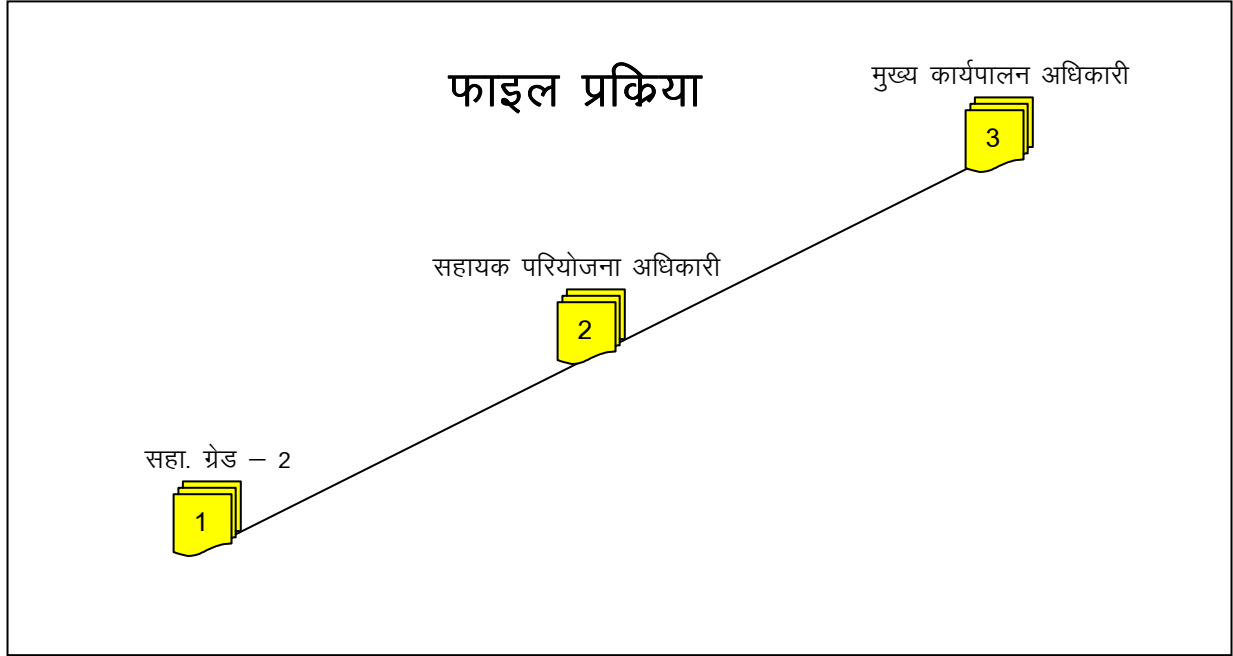 फाइल प्रक्रिया
मुख्य कार्यपालन अधिकारी
3
सहायक परियोजना अधिकारी
2
सहा. ग्रेड – 2
1